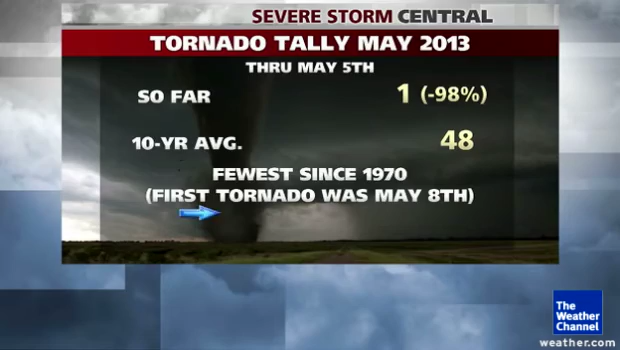 SEVERE STORM CENTRAL
TORNADO TALLY MAY 2013
THRU MAY 5TH
SO FAR 1 (-98%)
10-YR AVG. 48
FEWEST SINCE 1970
(FIRST TORNADO WAS MAY 8TH)
The
Weather
Channel
weather.com